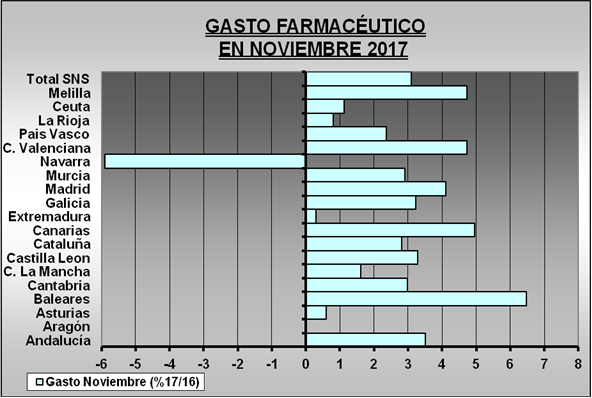 GASTO FARMACÉUTICO
EN NOVIEMBRE 2017
Total SNS
Melilla
Ceuta
La Rioja
Pais Vasco
C. Valenciana
Navarra
Murcia
Madrid
Galicia
Extremadura
Canarias
Cataluña
Castilla Leon
C. La Mancha
Cantabria
Baleares
Asturias
Aragón
Andalucía
-6 -5 -4 -3 -2 -1 0 1 2 3 4 5 6 7 8
Gasto Noviembre (%17/16)